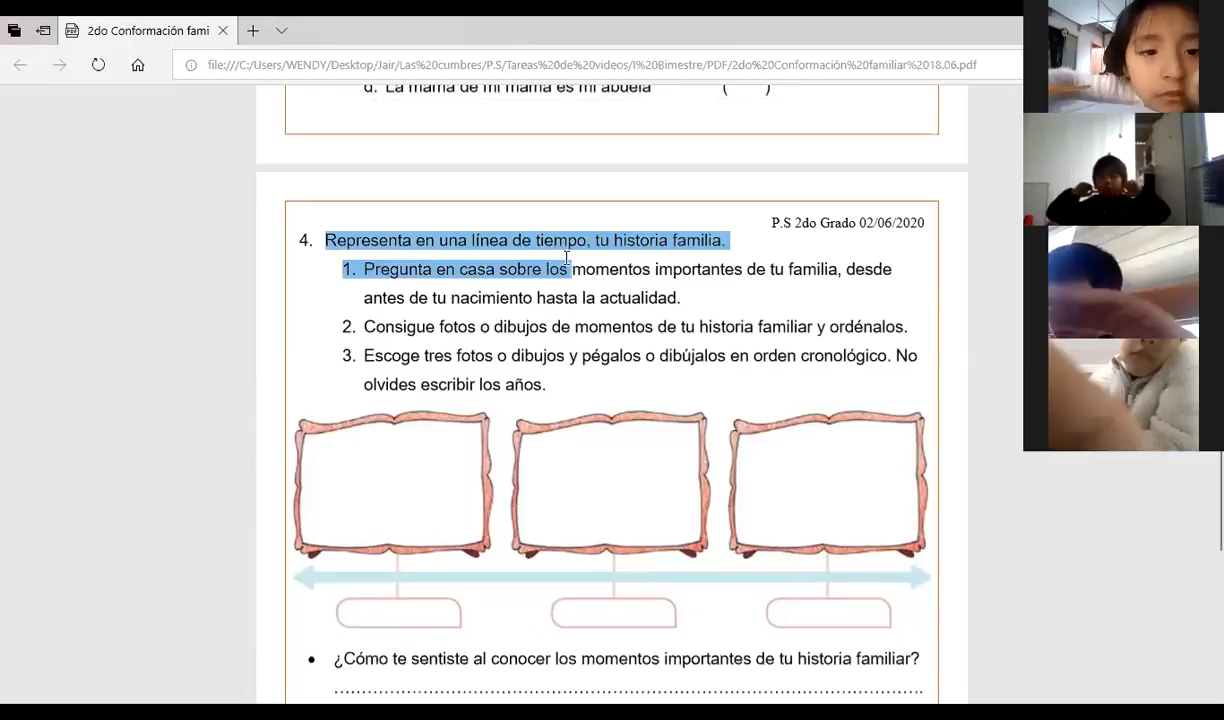 2do Conformación fami
file:///C:/Users/WENDY/Desktop/Jair/Las%20cumbres/P.S/Tareas%20de%20videos/I%20Bimestre/PDF/2do%20Conformación%20familiar%2018.06.pdf
d. La mamá de mi mamá es mi abuela ( )
P.S 2do Grado 02/06/2020
4. Representa en una línea de tiempo, tu historia familia.
1. Pregunta en casa sobre los momentos importantes de tu familia, desde
antes de tu nacimiento hasta la actualidad.
2. Consigue fotos o dibujos de momentos de tu historia familiar y ordénalos.
3. Escoge tres fotos o dibujos y pégalos o dibújalos en orden cronológico. No
olvides escribir los años.
• ¿Cómo te sentiste al conocer los momentos importantes de tu historia familiar?